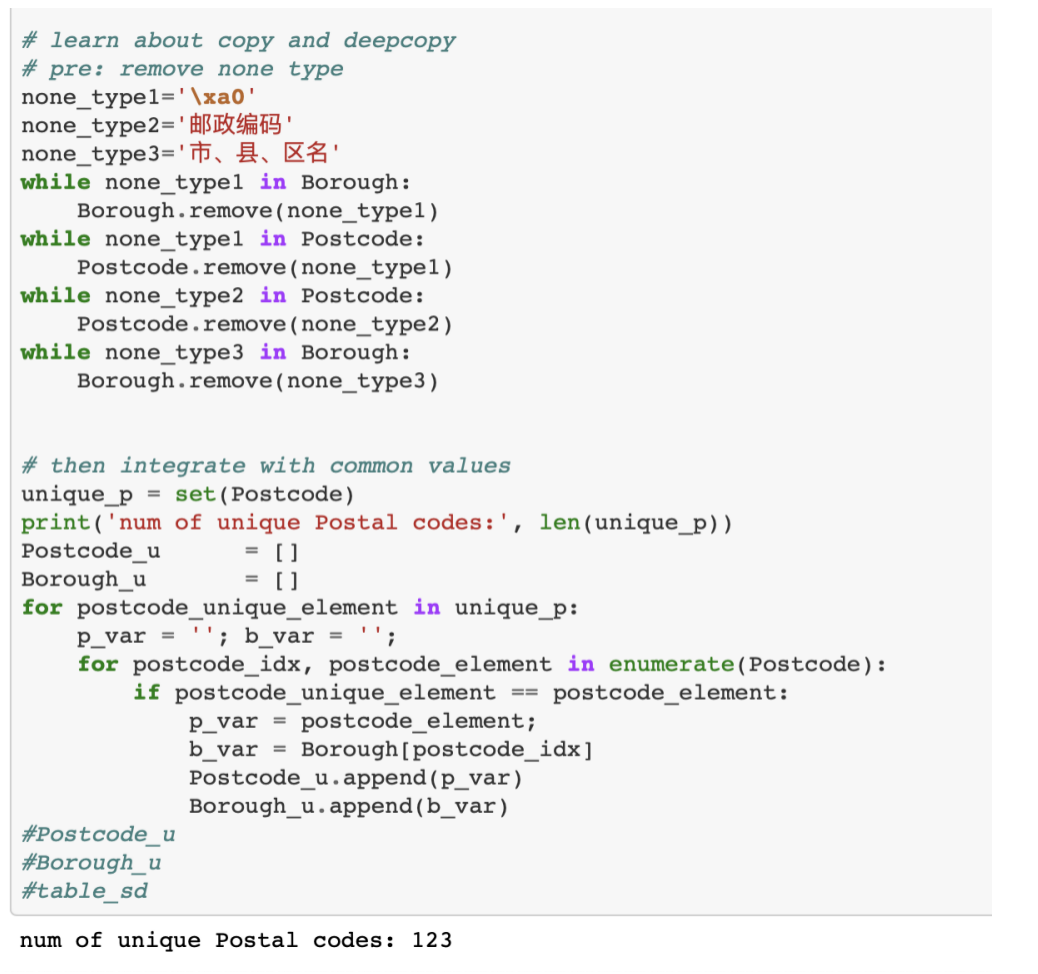 # learn about copy and deepcopy
# pre: remove none type
none_type1='\xa0'
none_type2='邮政编码'
none_type3='市、县、区名'
while none_type1 in Borough:
    Borough.remove(none_type1)
while none_type1 in Postcode:
    Postcode.remove(none_type1)
while none_type2 in Postcode:
    Postcode.remove(none_type2)
while none_type3 in Borough:
    Borough.remove(none_type3)
# then integrate with common values
unique_p = set(Postcode)
print('num of unique Postal codes:', len(unique_p))
Postcode_u      = []
Borough_u       = []
for postcode_unique_element in unique_p:
    p_var = ''; b_var = '';
    for postcode_idx, postcode_element in enumerate(Postcode):
        if postcode_unique_element == postcode_element:
            p_var = postcode_element;
            b_var = Borough[postcode_idx]
            Postcode_u.append(p_var)
            Borough_u.append(b_var)
#Postcode_u
#Borough_u
#table_sd
num of unique Postal codes: 123